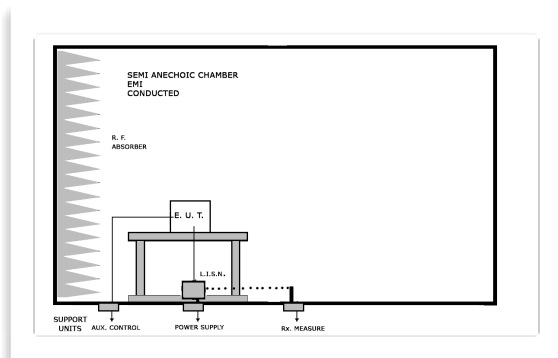 SEMI ANECHOIC CHAMBER
EMI
CONDUCTED
R. F.
ABSORBER
E. U. T.
L.I.S.N.
SUPPORT
UNITS
AUX. CONTROL
POWER SUPPLY
Rx. MEASURE